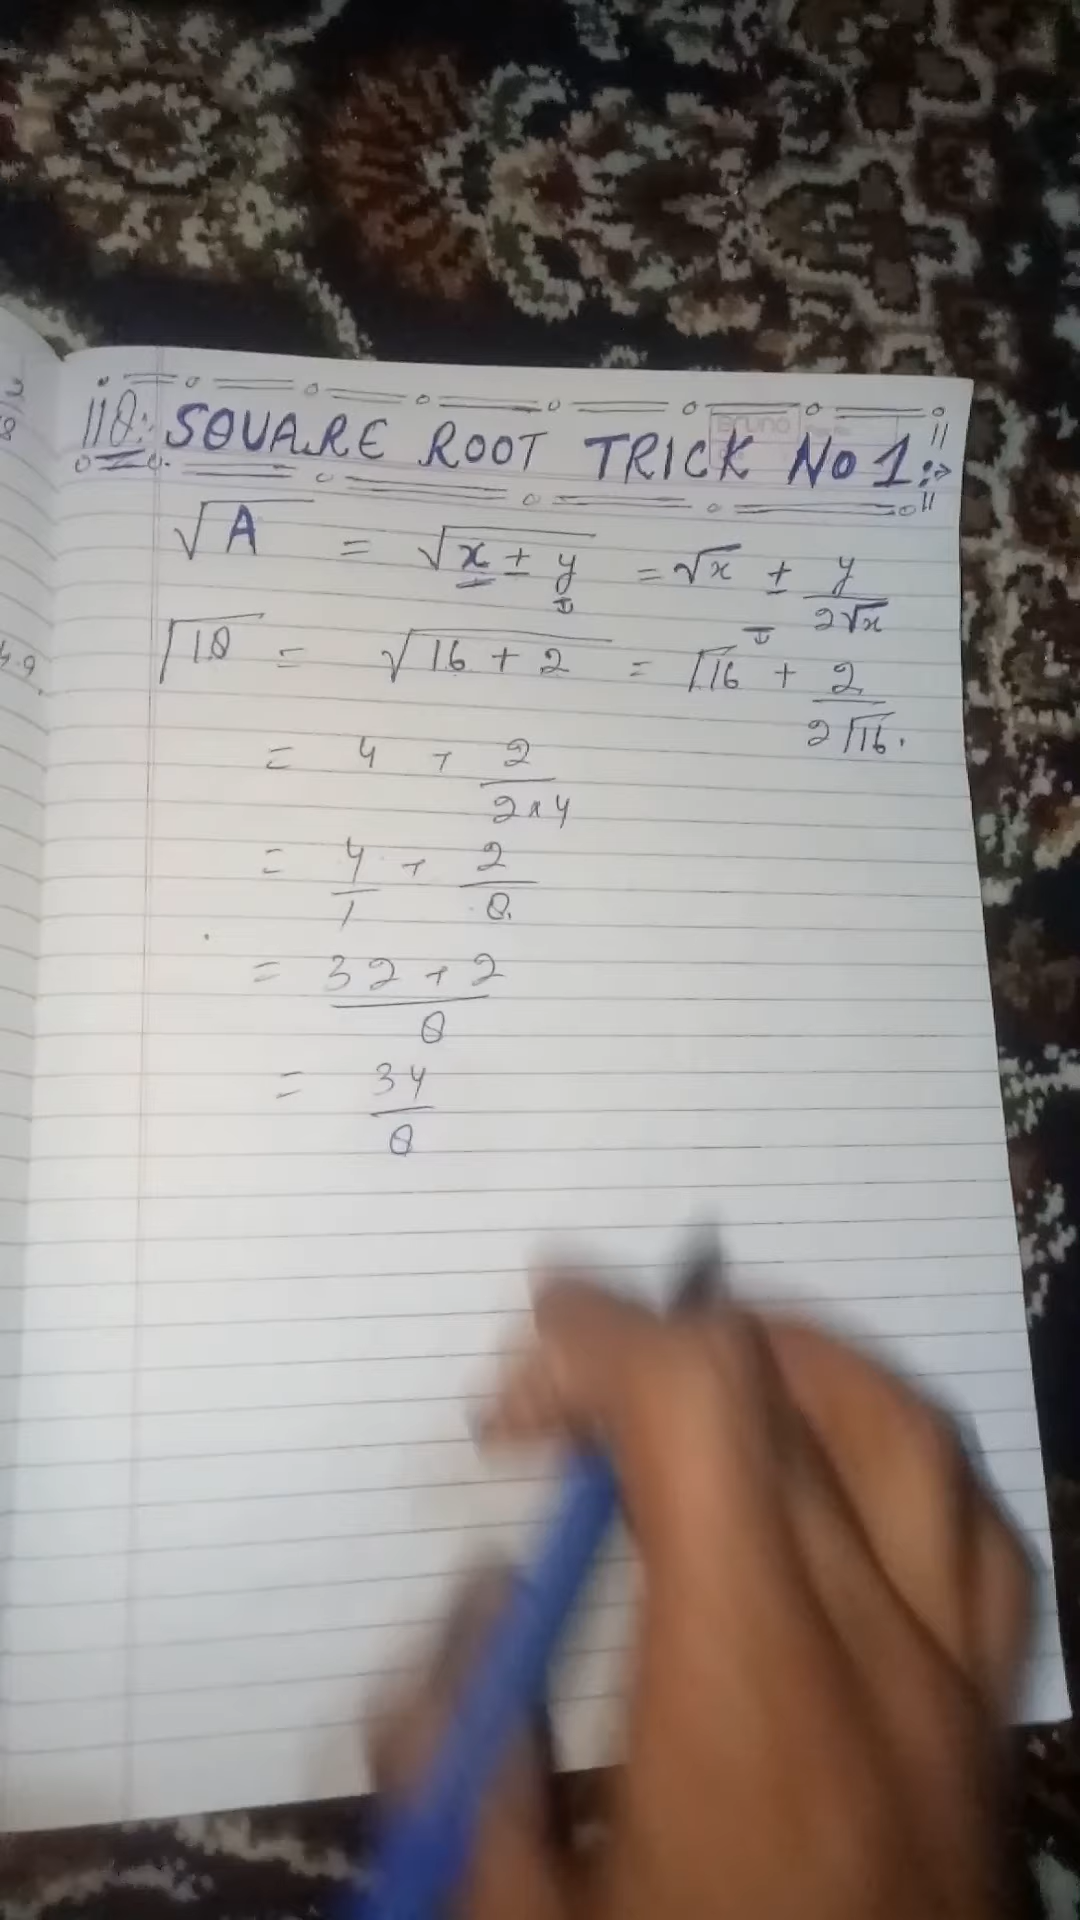 118: SQUARE ROOT TRICK No 1:->
√A = √x ± y = √x ± y/2√x
√18 = √16 + 2 = √16 + 2/2√16.
= 4 + 2/2×4
= 4/1 + 2/8
= 32 + 2/8
= 34/8